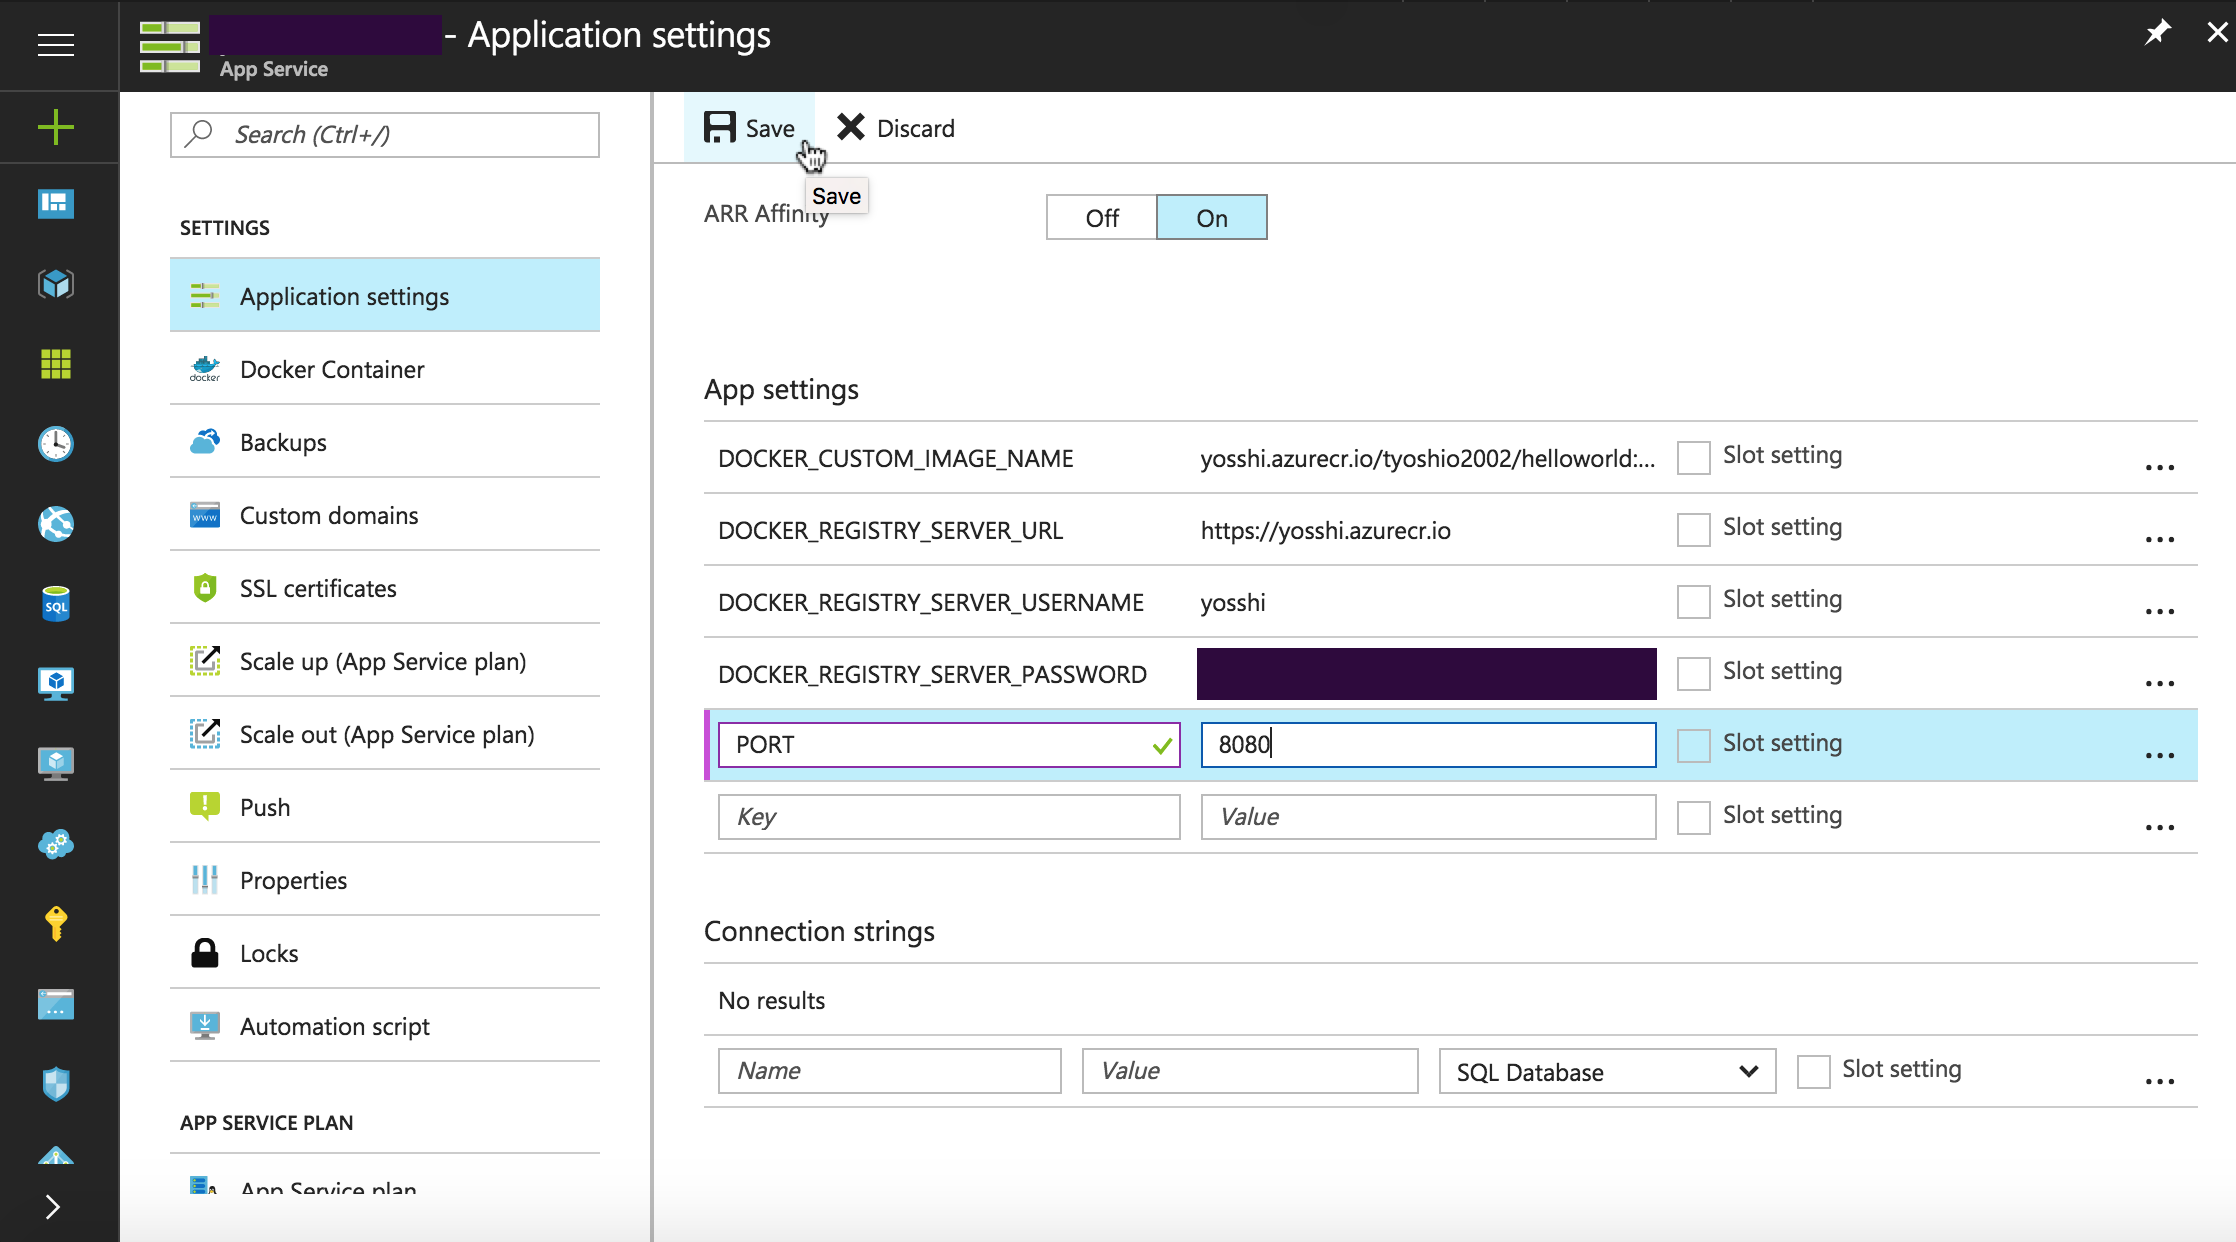 - Application settings
App Service
Search (Ctrl+/)
Save
Discard
Save
ARR Affinity
Off
On
SETTINGS
Application settings
docker
Docker Container
Backups
www
Custom domains
SSL certificates
SQL
Scale up (App Service plan)
Scale out (App Service plan)
Push
Properties
Locks
Automation script
APP SERVICE PLAN
App Service plan
App settings
DOCKER_CUSTOM_IMAGE_NAME
yosshi.azurecr.io/tyoshio2002/helloworld:...
Slot setting
...
DOCKER_REGISTRY_SERVER_URL
https://yosshi.azurecr.io
Slot setting
...
DOCKER_REGISTRY_SERVER_USERNAME
yosshi
Slot setting
...
DOCKER_REGISTRY_SERVER_PASSWORD
Slot setting
...
PORT
8080
Slot setting
...
Key
Value
Slot setting
...
Connection strings
No results
Name
Value
SQL Database
Slot setting
...